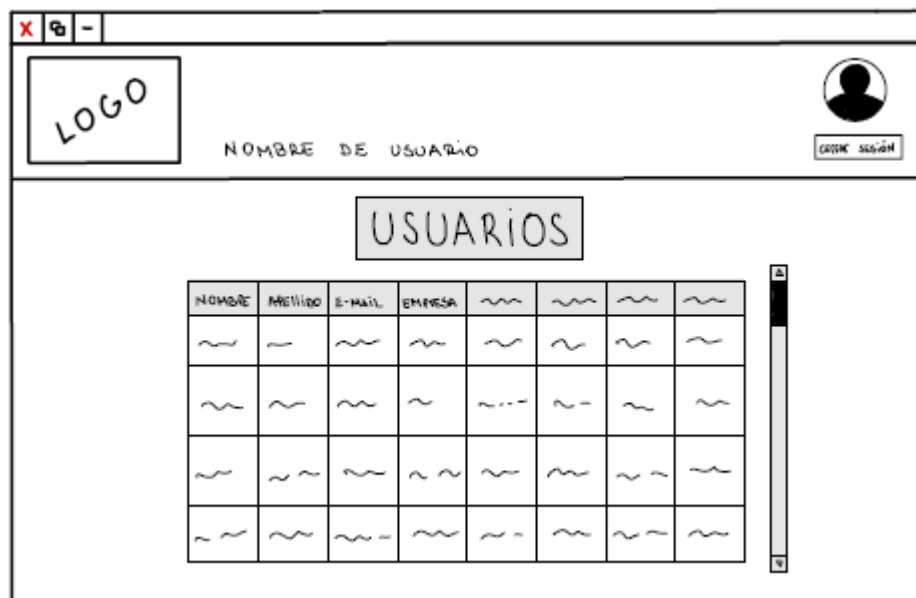 X
LOGO
NOMBRE DE USUARIO
CERRAR SESIÓN
USUARIOS
NOMBRE APELLIDO E-MAIL EMPRESA